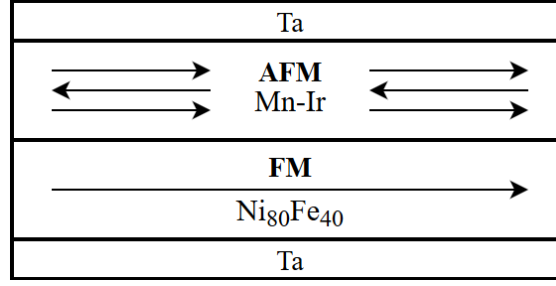 Ta
AFM
Mn-Ir
FM
Ni₈₀Fe₄₀
Ta